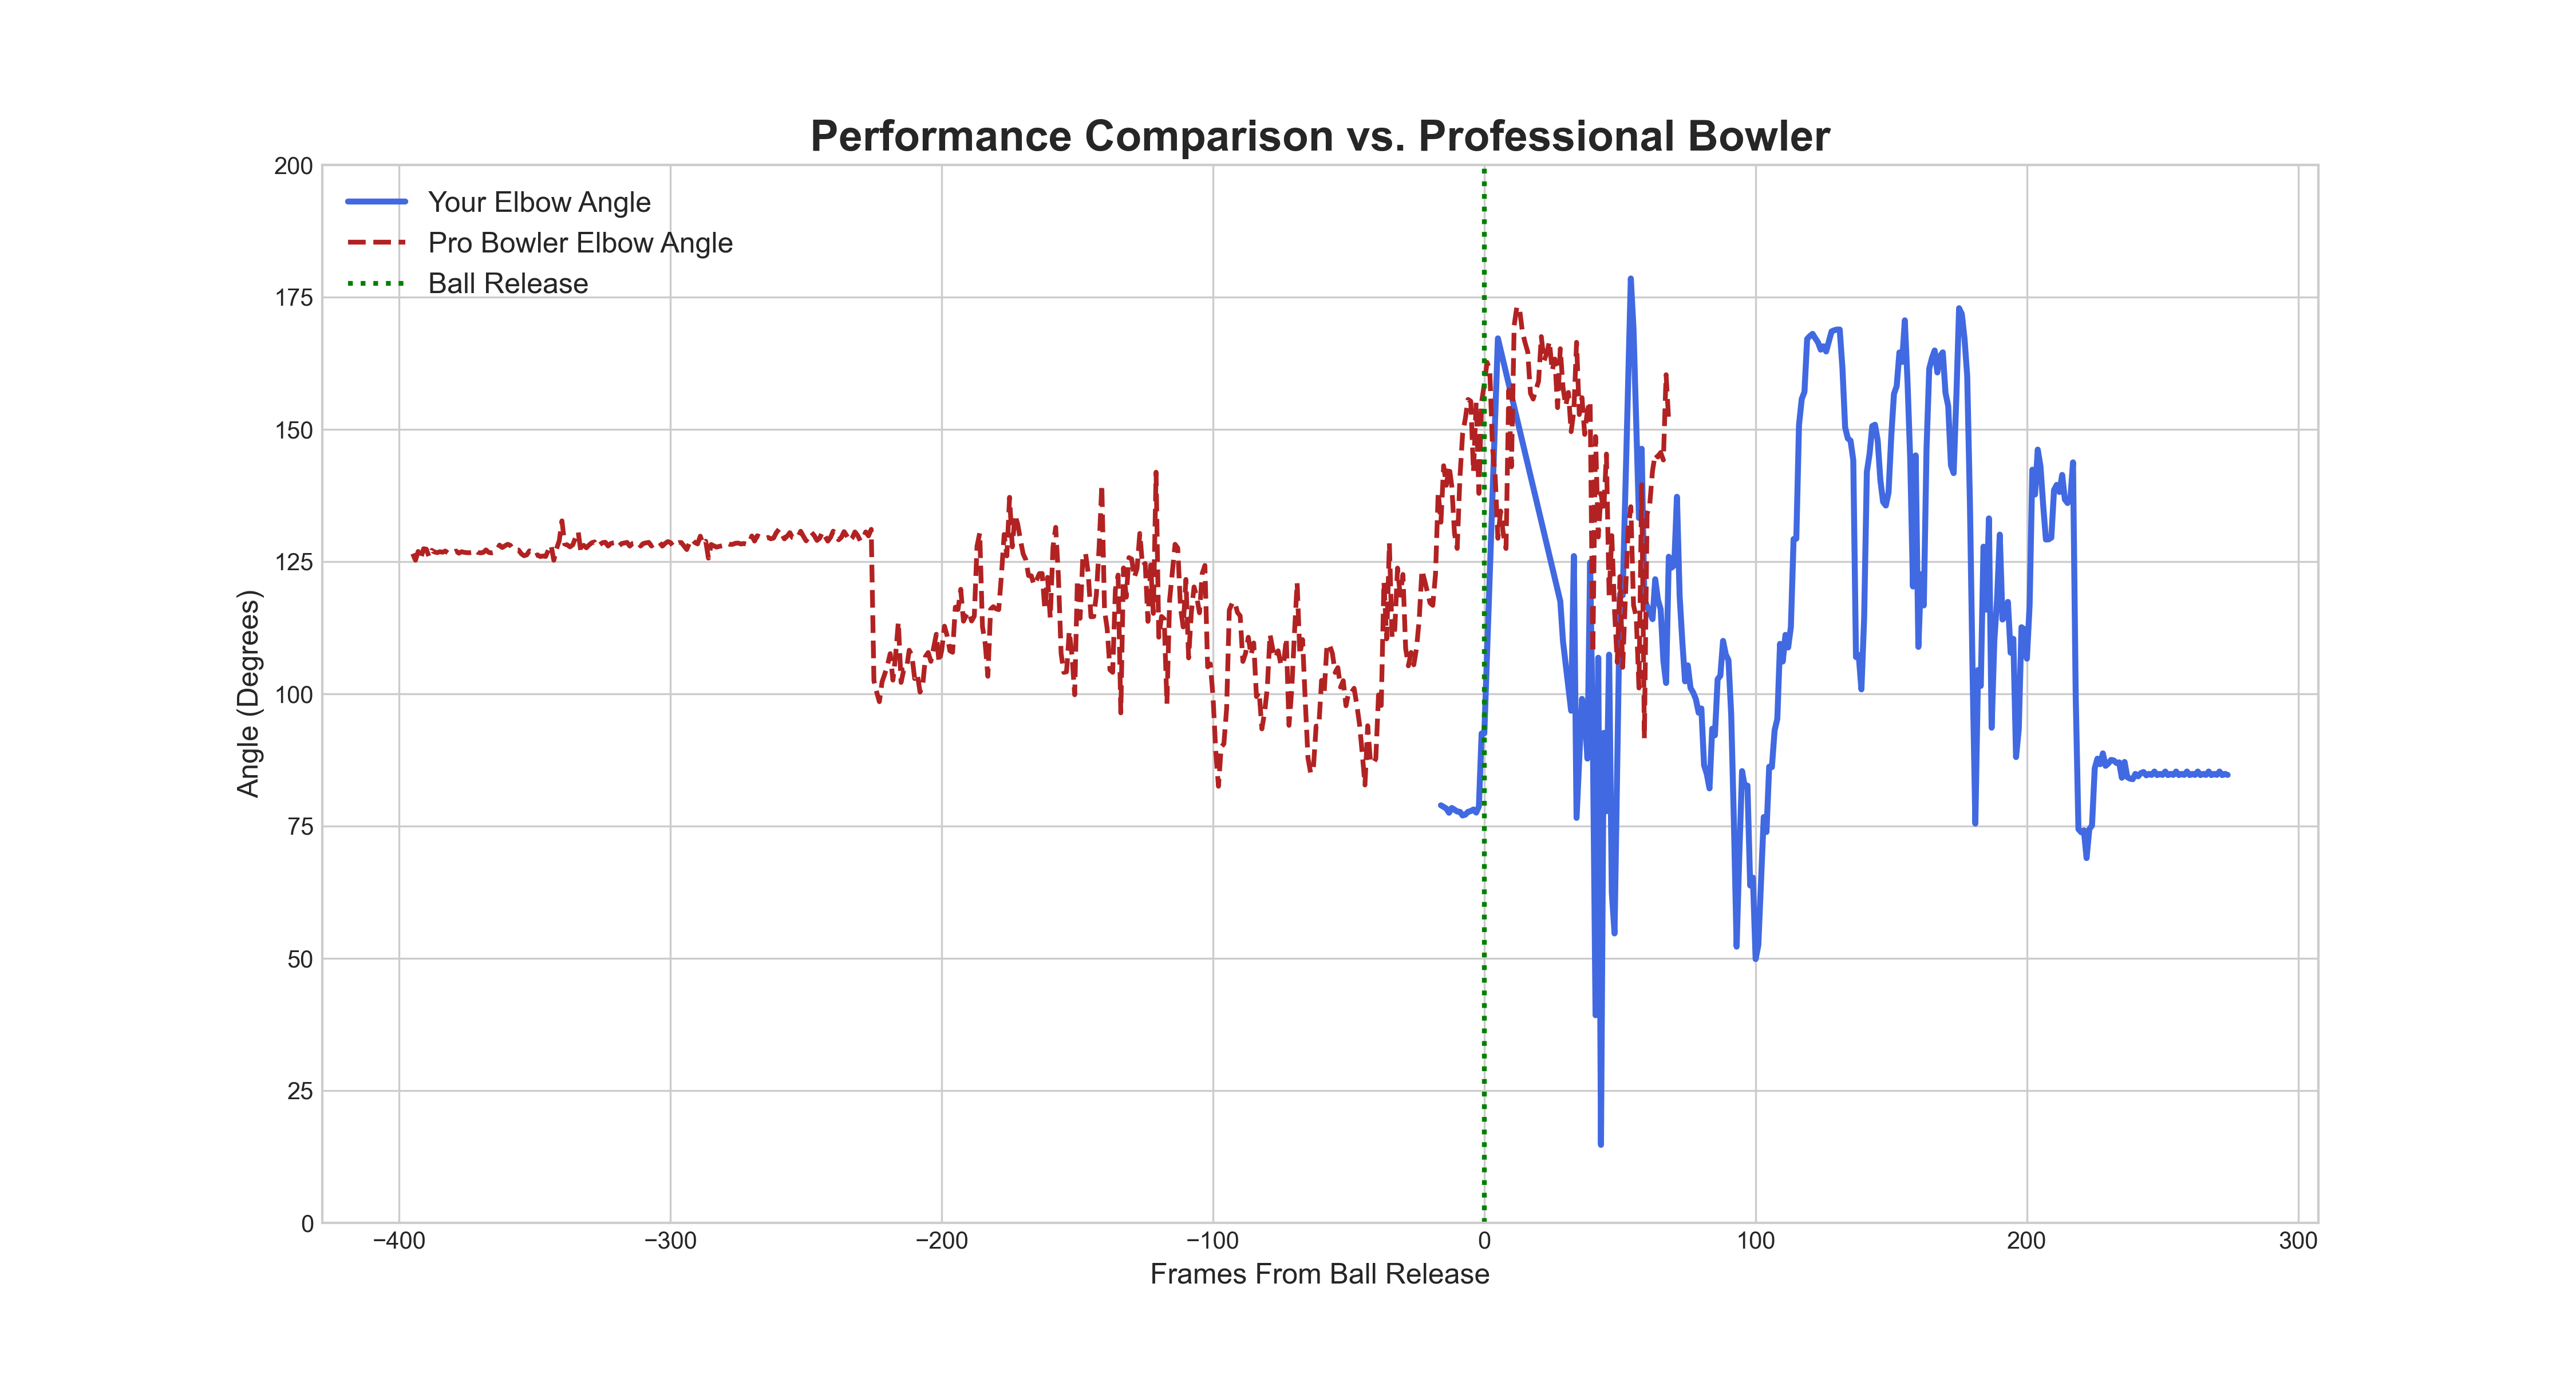 Performance Comparison vs. Professional Bowler
Your Elbow Angle
Pro Bowler Elbow Angle
Ball Release
Angle (Degrees)
200
175
150
125
100
75
50
25
0
−400
−300
−200
−100
0
100
200
300
Frames From Ball Release